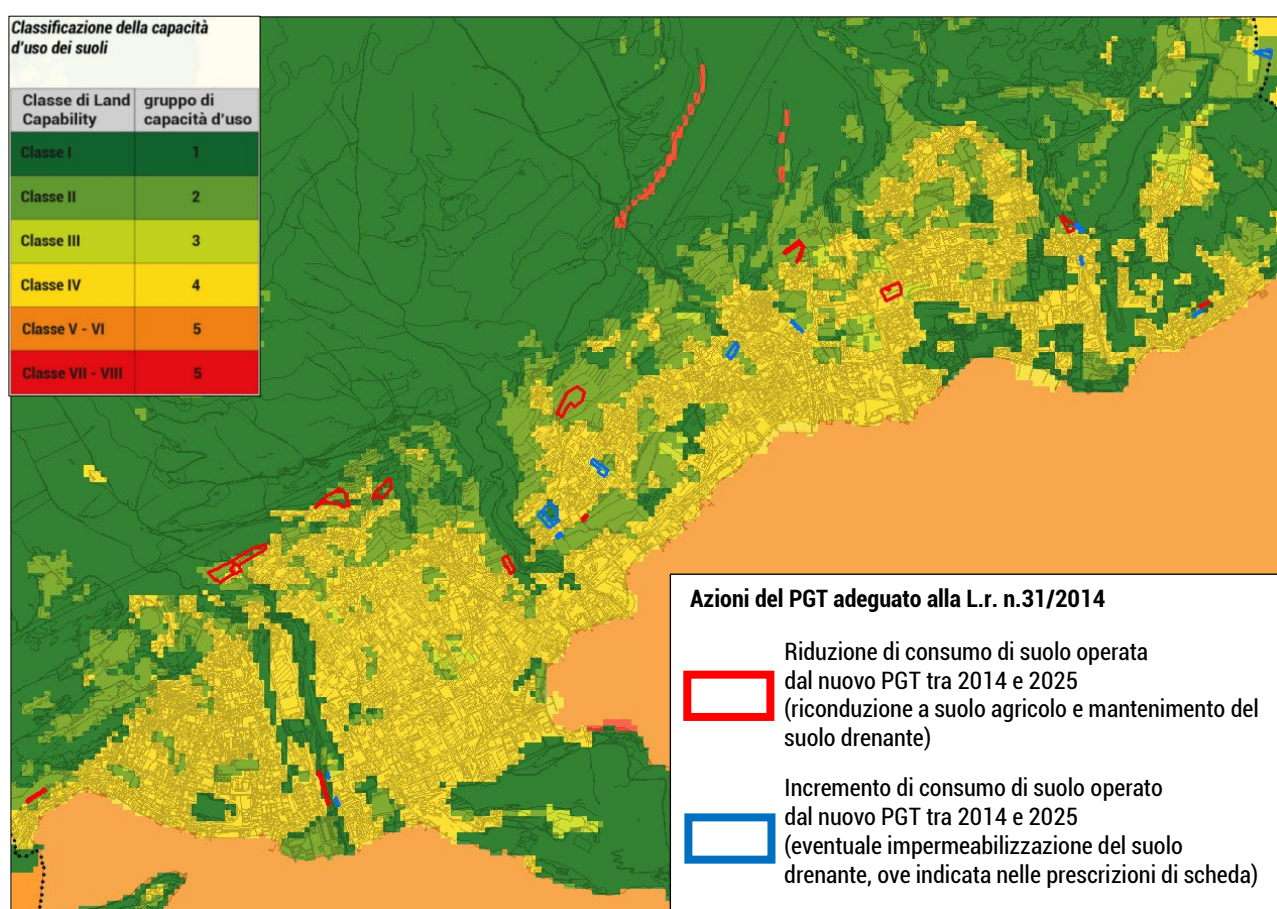 Classificazione della capacità
d'uso dei suoli
Classe di Land Capability gruppo di capacità d'uso
Classe I 1
Classe II 2
Classe III 3
Classe IV 4
Classe V - VI 5
Classe VII - VIII 5
Azioni del PGT adeguato alla L.r. n.31/2014
Riduzione di consumo di suolo operata
dal nuovo PGT tra 2014 e 2025
(riconduzione a suolo agricolo e mantenimento del
suolo drenante)
Incremento di consumo di suolo operato
dal nuovo PGT tra 2014 e 2025
(eventuale impermeabilizzazione del suolo
drenante, ove indicata nelle prescrizioni di scheda)